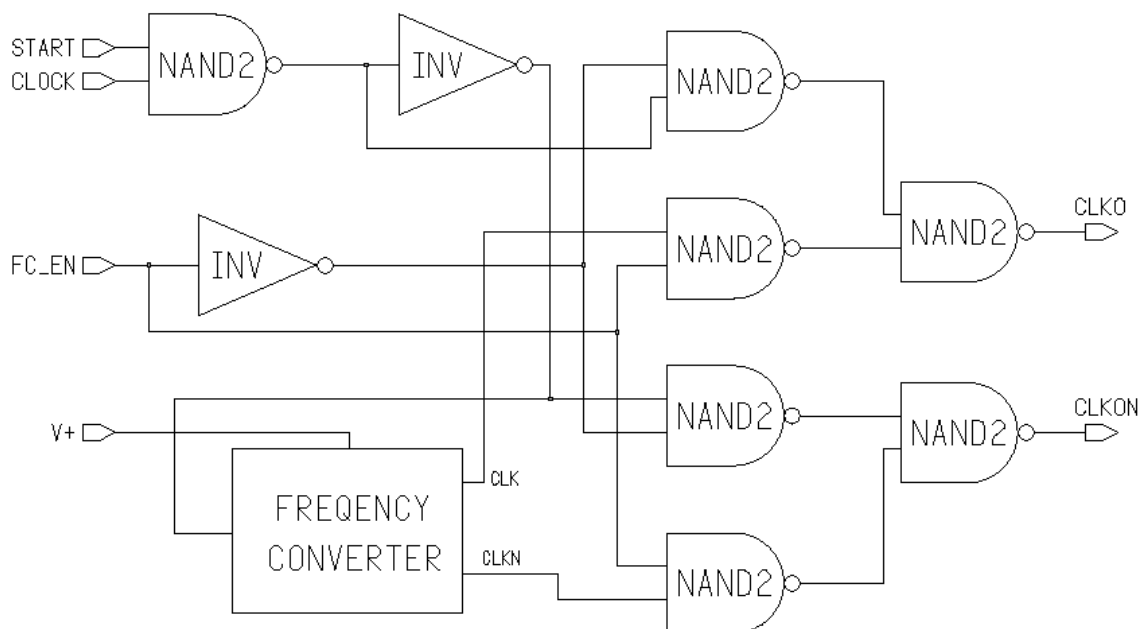 START
CLOCK
NAND2
INV
NAND2
NAND2
CLKO
FC_EN
INV
NAND2
NAND2
NAND2
CLKON
V+
CLK
FREQENCY
CONVERTER
CLKN
NAND2